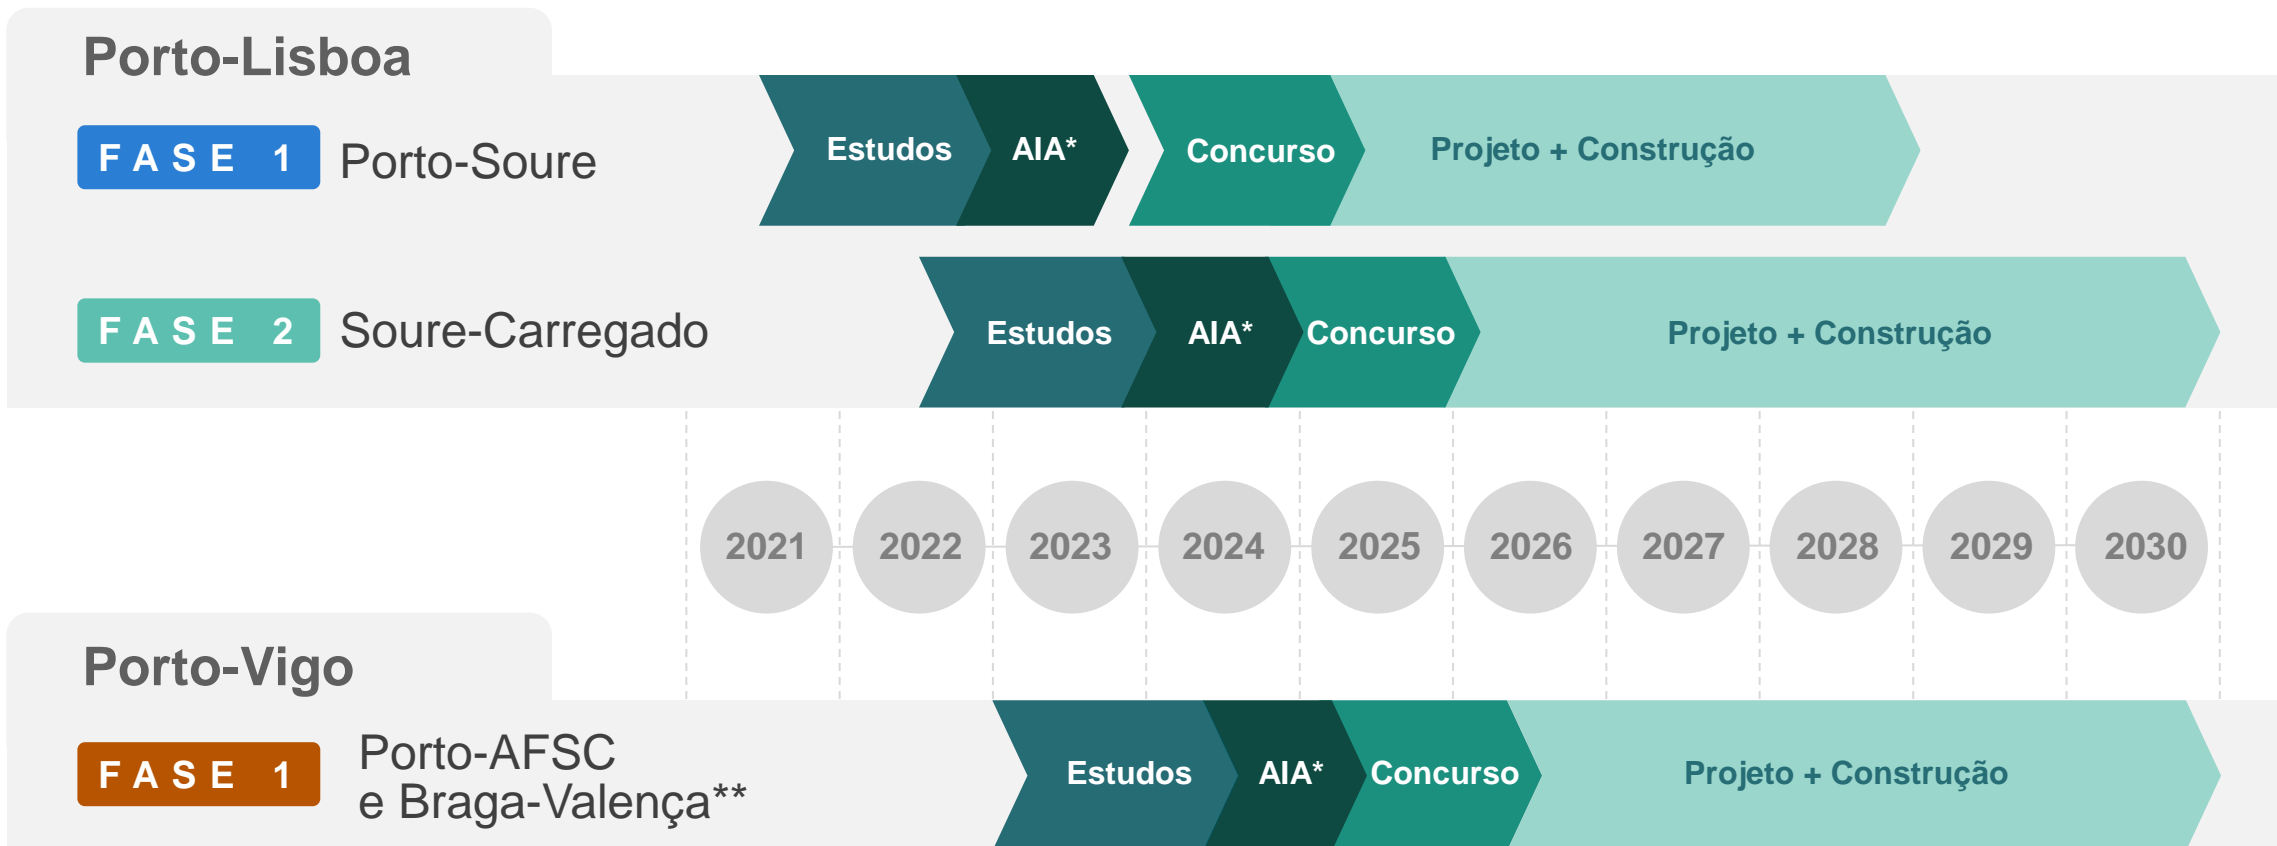 Porto-Lisboa
FASE 1 Porto-Soure
Estudos AIA* Concurso Projeto + Construção
FASE 2 Soure-Carregado
Estudos AIA* Concurso Projeto + Construção
2021 2022 2023 2024 2025 2026 2027 2028 2029 2030
Porto-Vigo
FASE 1
Porto-AFSC
e Braga-Valença**
Estudos AIA* Concurso Projeto + Construção